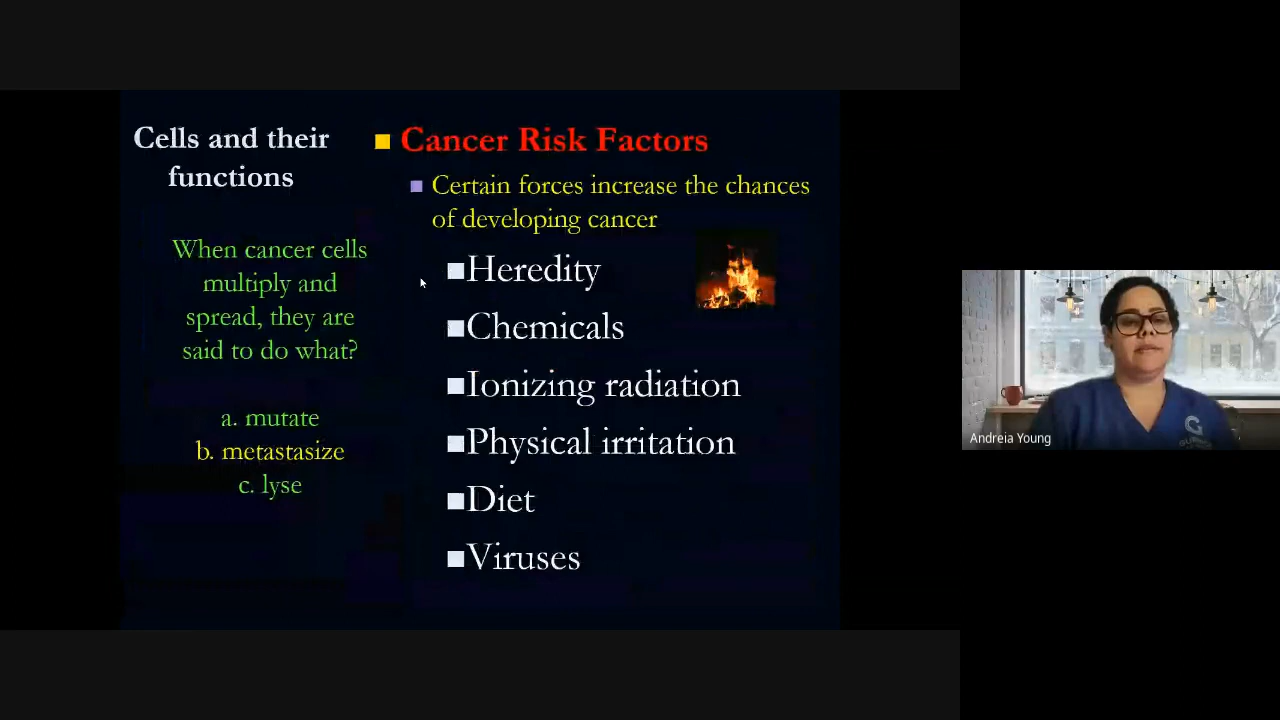 Cells and their
functions
When cancer cells
multiply and
spread, they are
said to do what?
a. mutate
b. metastasize
c. lyse
Cancer Risk Factors
Certain forces increase the chances
of developing cancer
Heredity
Chemicals
Ionizing radiation
Physical irritation
Diet
Viruses
Andreia Young